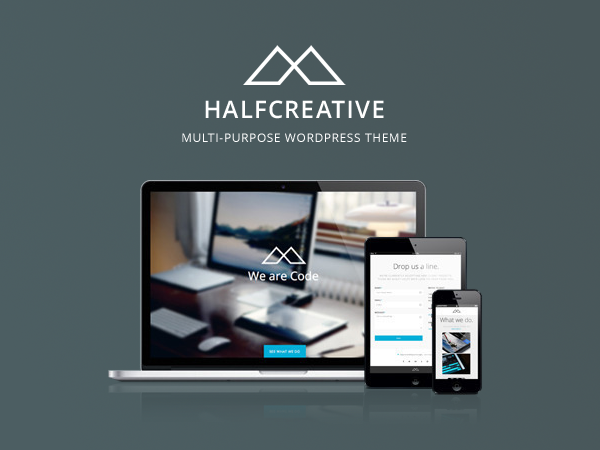 HALFCREATIVE
MULTI-PURPOSE WORDPRESS THEME
We are Code
SEE WHAT WE DO
Drop us a line.
What we do.